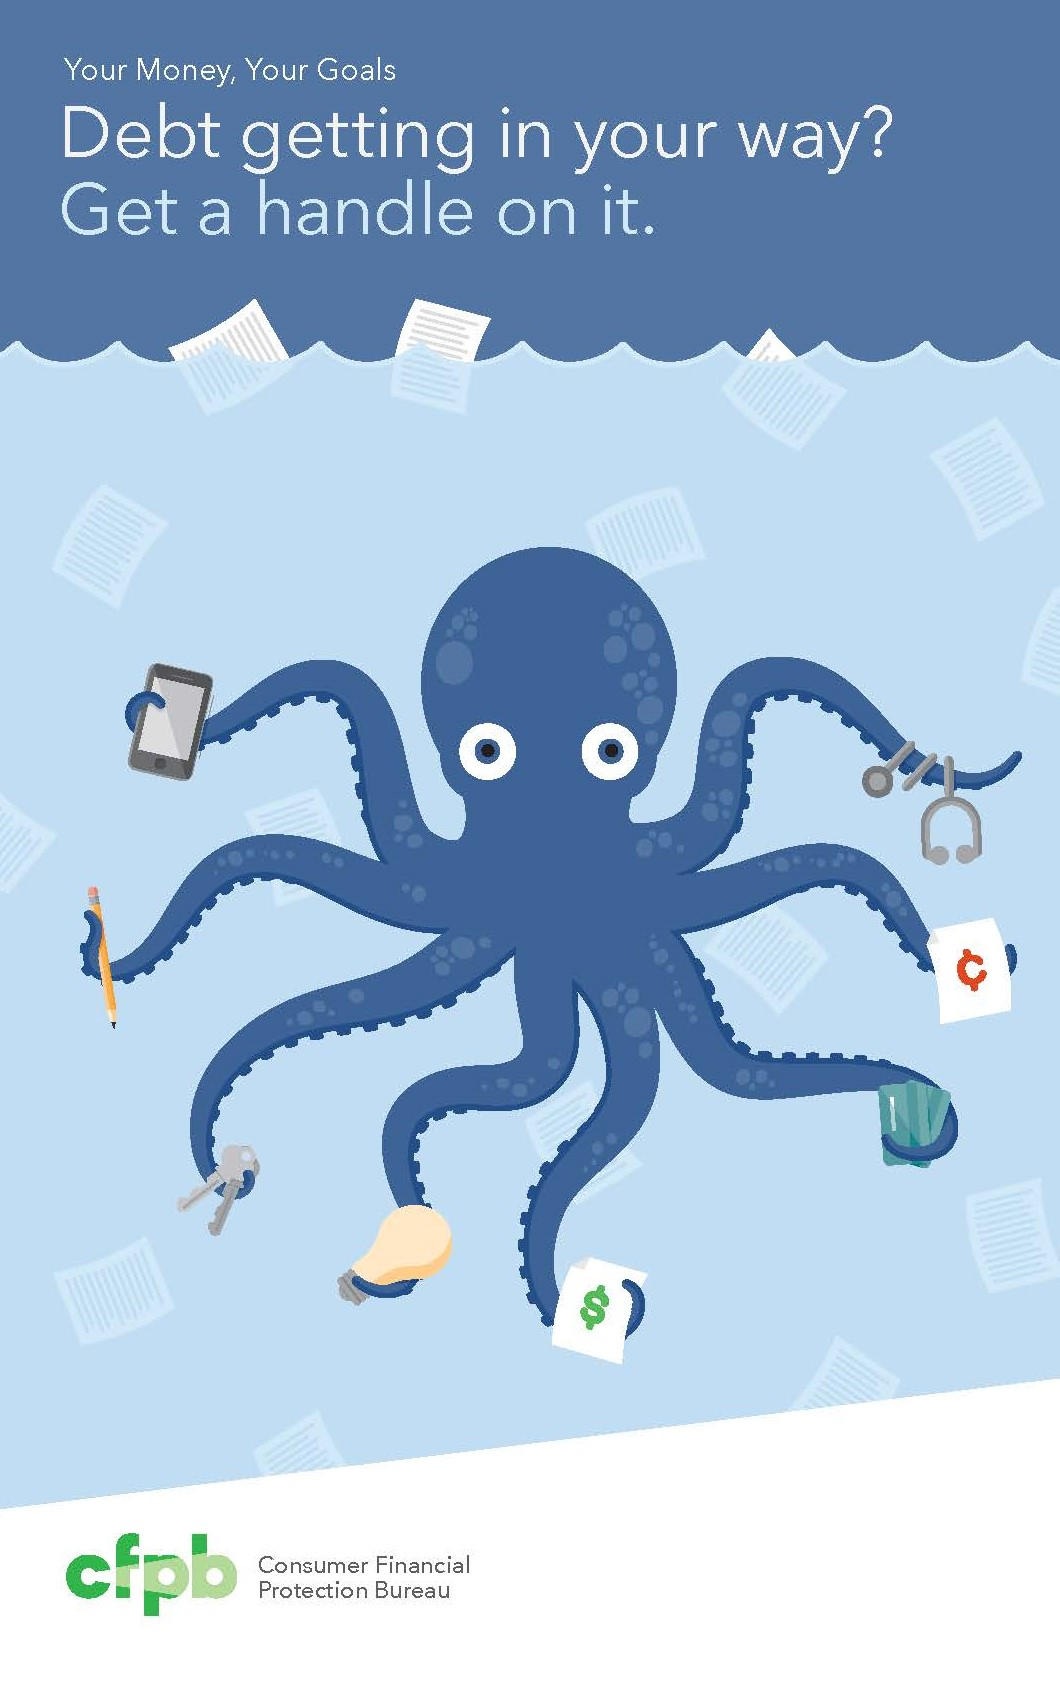 Your Money, Your Goals
Debt getting in your way?
Get a handle on it.
¢
$
cfpb
Consumer Financial
Protection Bureau